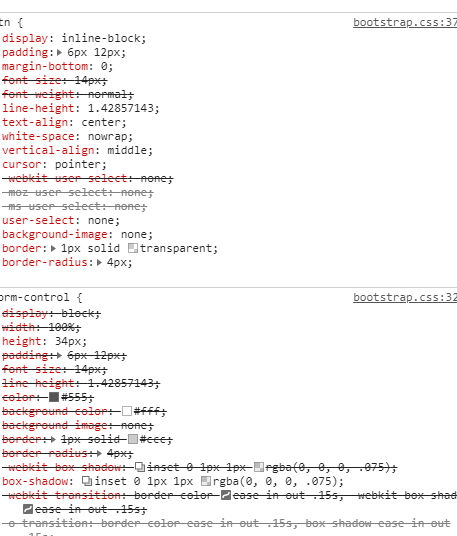 tn { bootstrap.css:37
display: inline-block;
padding: 6px 12px;
margin-bottom: 0;
font-size: 14px;
font-weight: normal;
line-height: 1.42857143;
text-align: center;
white-space: nowrap;
vertical-align: middle;
cursor: pointer;
-webkit-user-select: none;
-moz-user-select: none;
-ms-user-select: none;
user-select: none;
background-image: none;
border: 1px solid transparent;
border-radius: 4px;
orm-control { bootstrap.css:32
display: block;
width: 100%;
height: 34px;
padding: 6px 12px;
font-size: 14px;
line-height: 1.42857143;
color: #555;
background-color: #fff;
background-image: none;
border: 1px solid #ccc;
border-radius: 4px;
-webkit-box-shadow: inset 0 1px 1px rgba(0, 0, 0, .075);
box-shadow: inset 0 1px 1px rgba(0, 0, 0, .075);
-webkit-transition: border-color ease-in-out .15s, -webkit-box-shad
ease-in-out .15s;
-o-transition: border-color ease-in-out .15s, box-shadow ease-in-out
.15s;